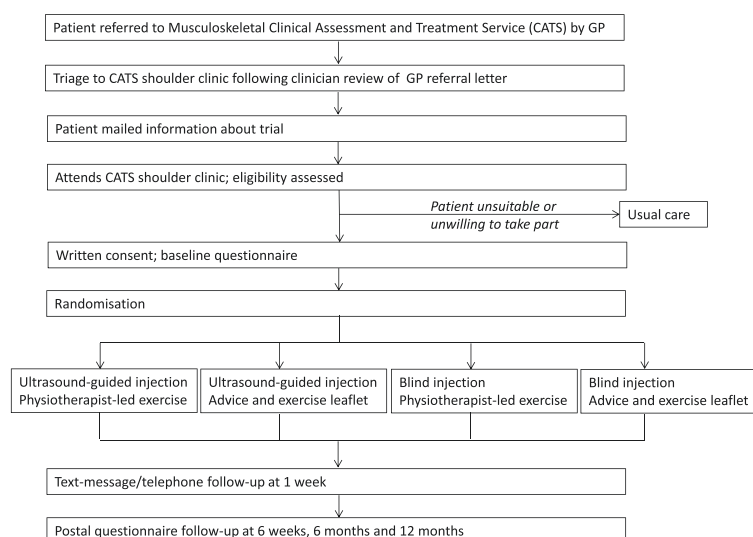 Patient referred to Musculoskeletal Clinical Assessment and Treatment Service (CATS) by GP
Triage to CATS shoulder clinic following clinician review of GP referral letter
Patient mailed information about trial
Attends CATS shoulder clinic; eligibility assessed
Patient unsuitable or
unwilling to take part
Usual care
Written consent; baseline questionnaire
Randomisation
Ultrasound-guided injection
Physiotherapist-led exercise
Ultrasound-guided injection
Advice and exercise leaflet
Blind injection
Physiotherapist-led exercise
Blind injection
Advice and exercise leaflet
Text-message/telephone follow-up at 1 week
Postal questionnaire follow-up at 6 weeks, 6 months and 12 months